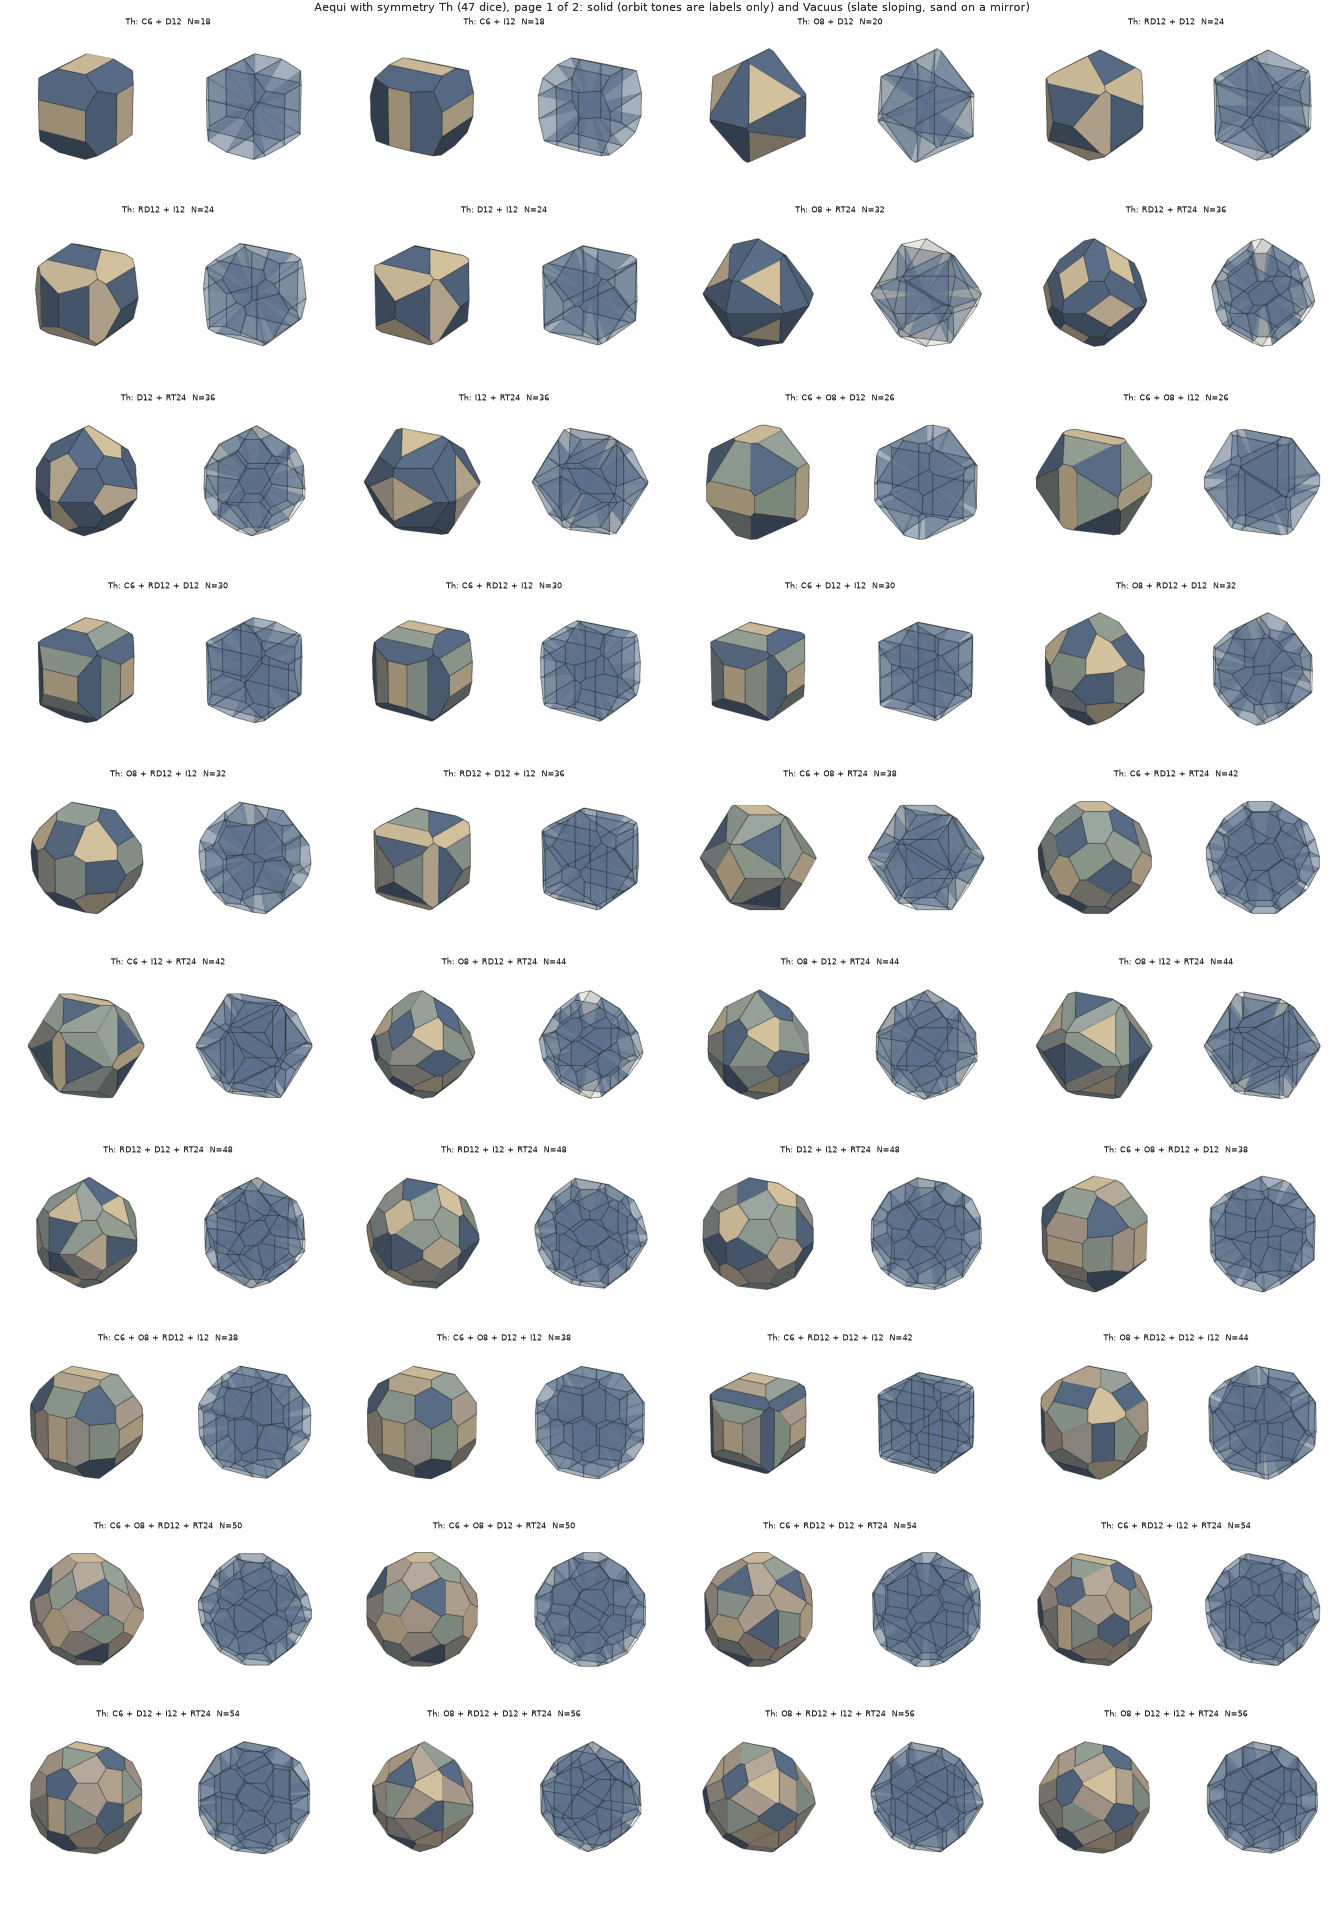 Aequi with symmetry Th (47 dice), page 1 of 2: solid (orbit tones are labels only) and Vacuus (slate sloping, sand on a mirror)
Th: C6 + D12 N=18
Th: C6 + I12 N=18
Th: O8 + D12 N=20
Th: RD12 + D12 N=24
Th: RD12 + I12 N=24
Th: D12 + I12 N=24
Th: O8 + RT24 N=32
Th: RD12 + RT24 N=36
Th: D12 + RT24 N=36
Th: I12 + RT24 N=36
Th: C6 + O8 + D12 N=26
Th: C6 + O8 + I12 N=26
Th: C6 + RD12 + D12 N=30
Th: C6 + RD12 + I12 N=30
Th: C6 + D12 + I12 N=30
Th: O8 + RD12 + D12 N=32
Th: O8 + RD12 + I12 N=32
Th: RD12 + D12 + I12 N=36
Th: C6 + O8 + RT24 N=38
Th: C6 + RD12 + RT24 N=42
Th: C6 + I12 + RT24 N=42
Th: O8 + RD12 + RT24 N=44
Th: O8 + D12 + RT24 N=44
Th: O8 + I12 + RT24 N=44
Th: RD12 + D12 + RT24 N=48
Th: RD12 + I12 + RT24 N=48
Th: D12 + I12 + RT24 N=48
Th: C6 + O8 + RD12 + D12 N=38
Th: C6 + O8 + RD12 + I12 N=38
Th: C6 + O8 + D12 + I12 N=38
Th: C6 + RD12 + D12 + I12 N=42
Th: O8 + RD12 + D12 + I12 N=44
Th: C6 + O8 + RD12 + RT24 N=50
Th: C6 + O8 + D12 + RT24 N=50
Th: C6 + RD12 + D12 + RT24 N=54
Th: C6 + RD12 + I12 + RT24 N=54
Th: C6 + D12 + I12 + RT24 N=54
Th: O8 + RD12 + D12 + RT24 N=56
Th: O8 + RD12 + I12 + RT24 N=56
Th: O8 + D12 + I12 + RT24 N=56